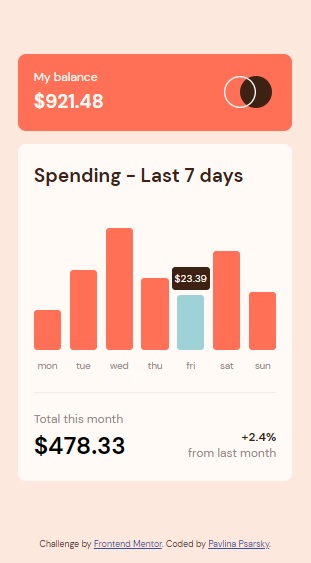 My balance
$921.48
Spending - Last 7 days
$23.39
mon tue wed thu fri sat sun
Total this month
$478.33
+2.4%
from last month
Challenge by Frontend Mentor. Coded by Pavlina Psarsky.